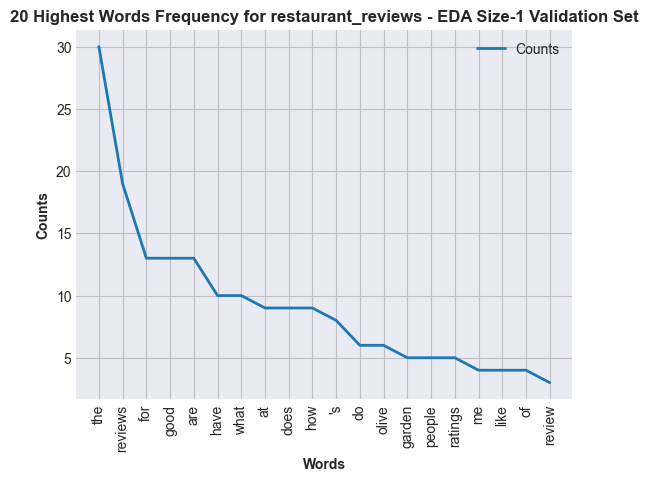 20 Highest Words Frequency for restaurant_reviews - EDA Size-1 Validation Set
Counts
30
25
20
15
10
5
Counts
the
reviews
for
good
are
have
what
at
does
how
's
do
olive
garden
people
ratings
me
like
of
review
Words